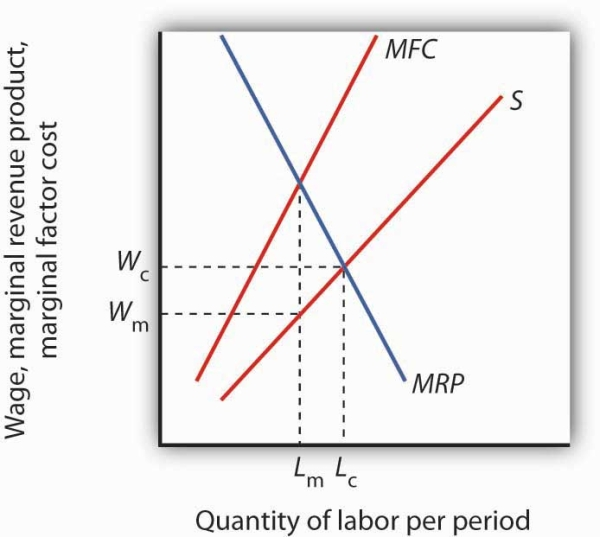 Wage, marginal revenue product,
marginal factor cost
MFC
S
Wc
Wm
MRP
Lm Lc
Quantity of labor per period